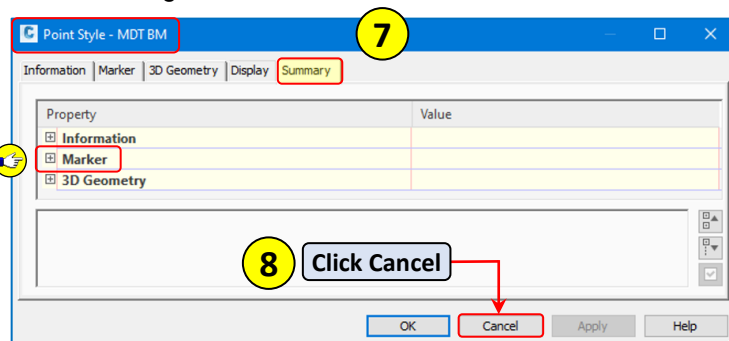 Point Style - MDT BM
7
Information Marker 3D Geometry Display Summary
Property Value
Information
Marker
3D Geometry
8 Click Cancel
OK Cancel Apply Help